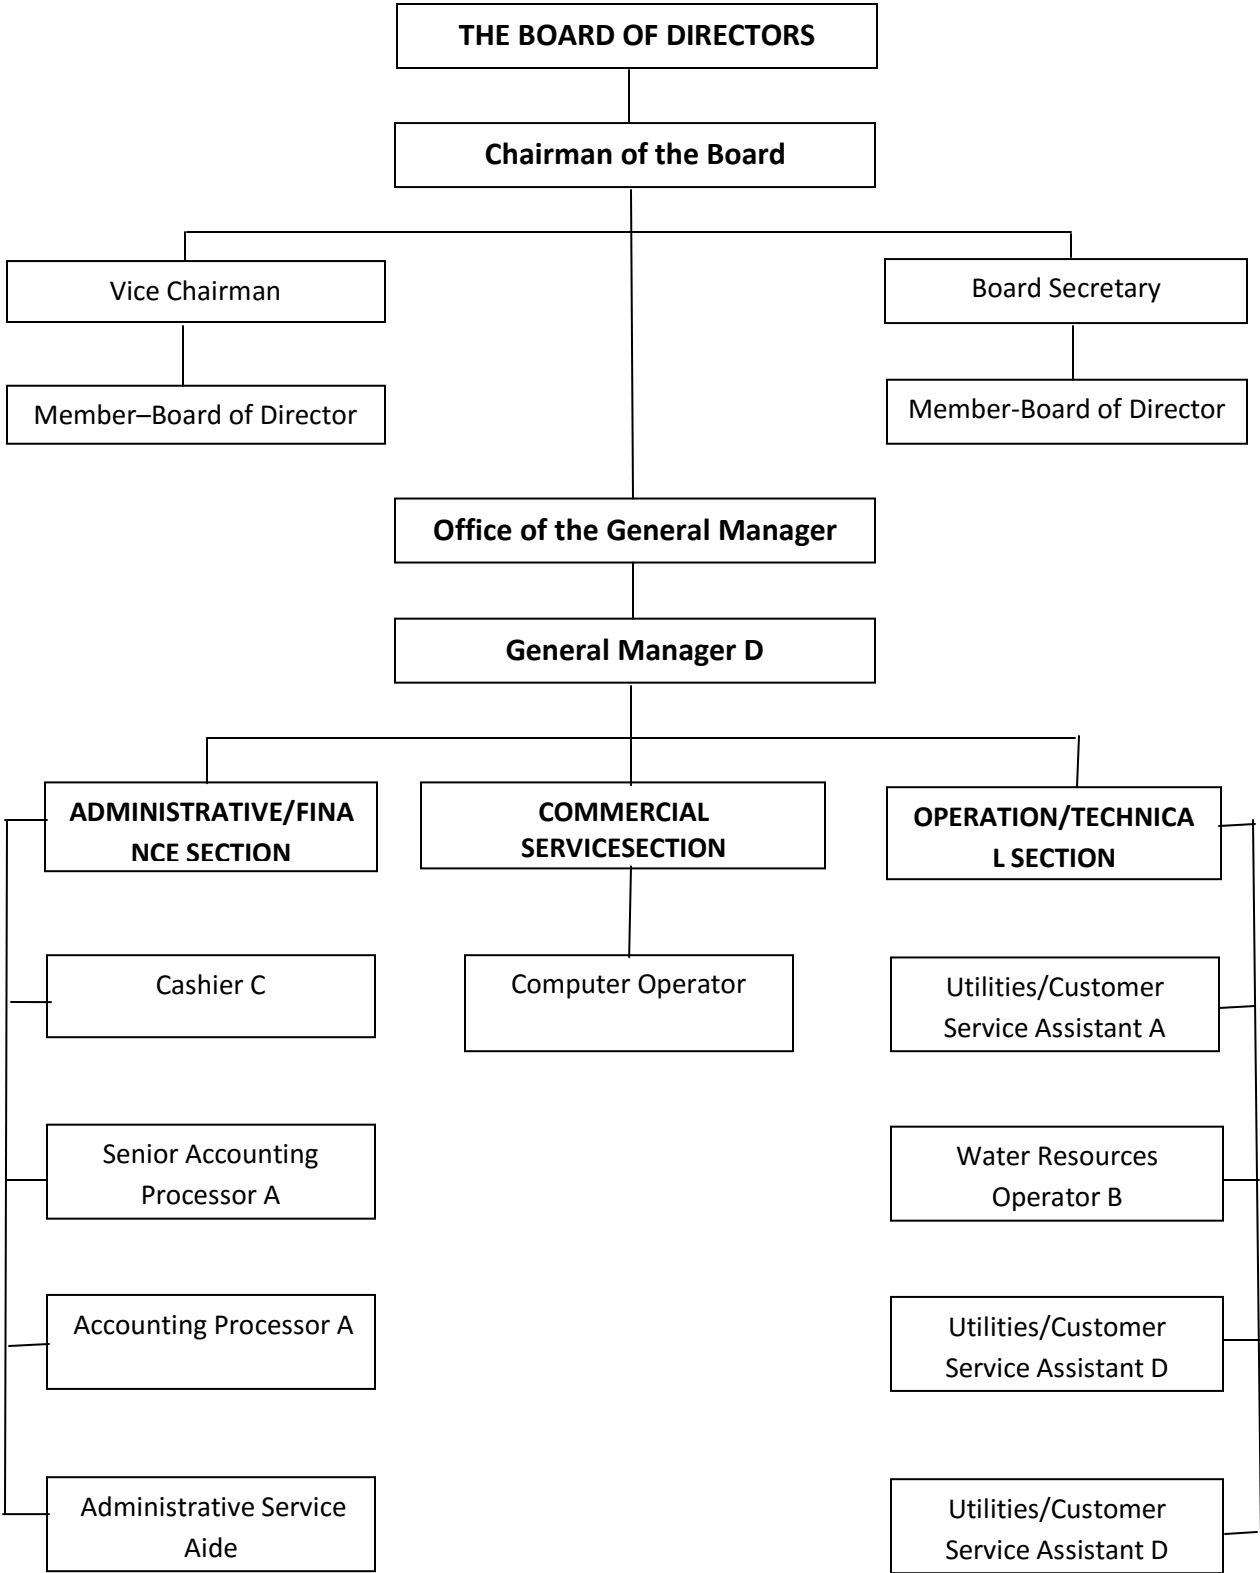 THE BOARD OF DIRECTORS
Chairman of the Board
Vice Chairman
Board Secretary
Member–Board of Director
Member-Board of Director
Office of the General Manager
General Manager D
ADMINISTRATIVE/FINA
NCE SECTION
COMMERCIAL
SERVICESECTION
OPERATION/TECHNICA
L SECTION
Cashier C
Computer Operator
Utilities/Customer
Service Assistant A
Senior Accounting
Processor A
Water Resources
Operator B
Accounting Processor A
Utilities/Customer
Service Assistant D
Administrative Service
Aide
Utilities/Customer
Service Assistant D